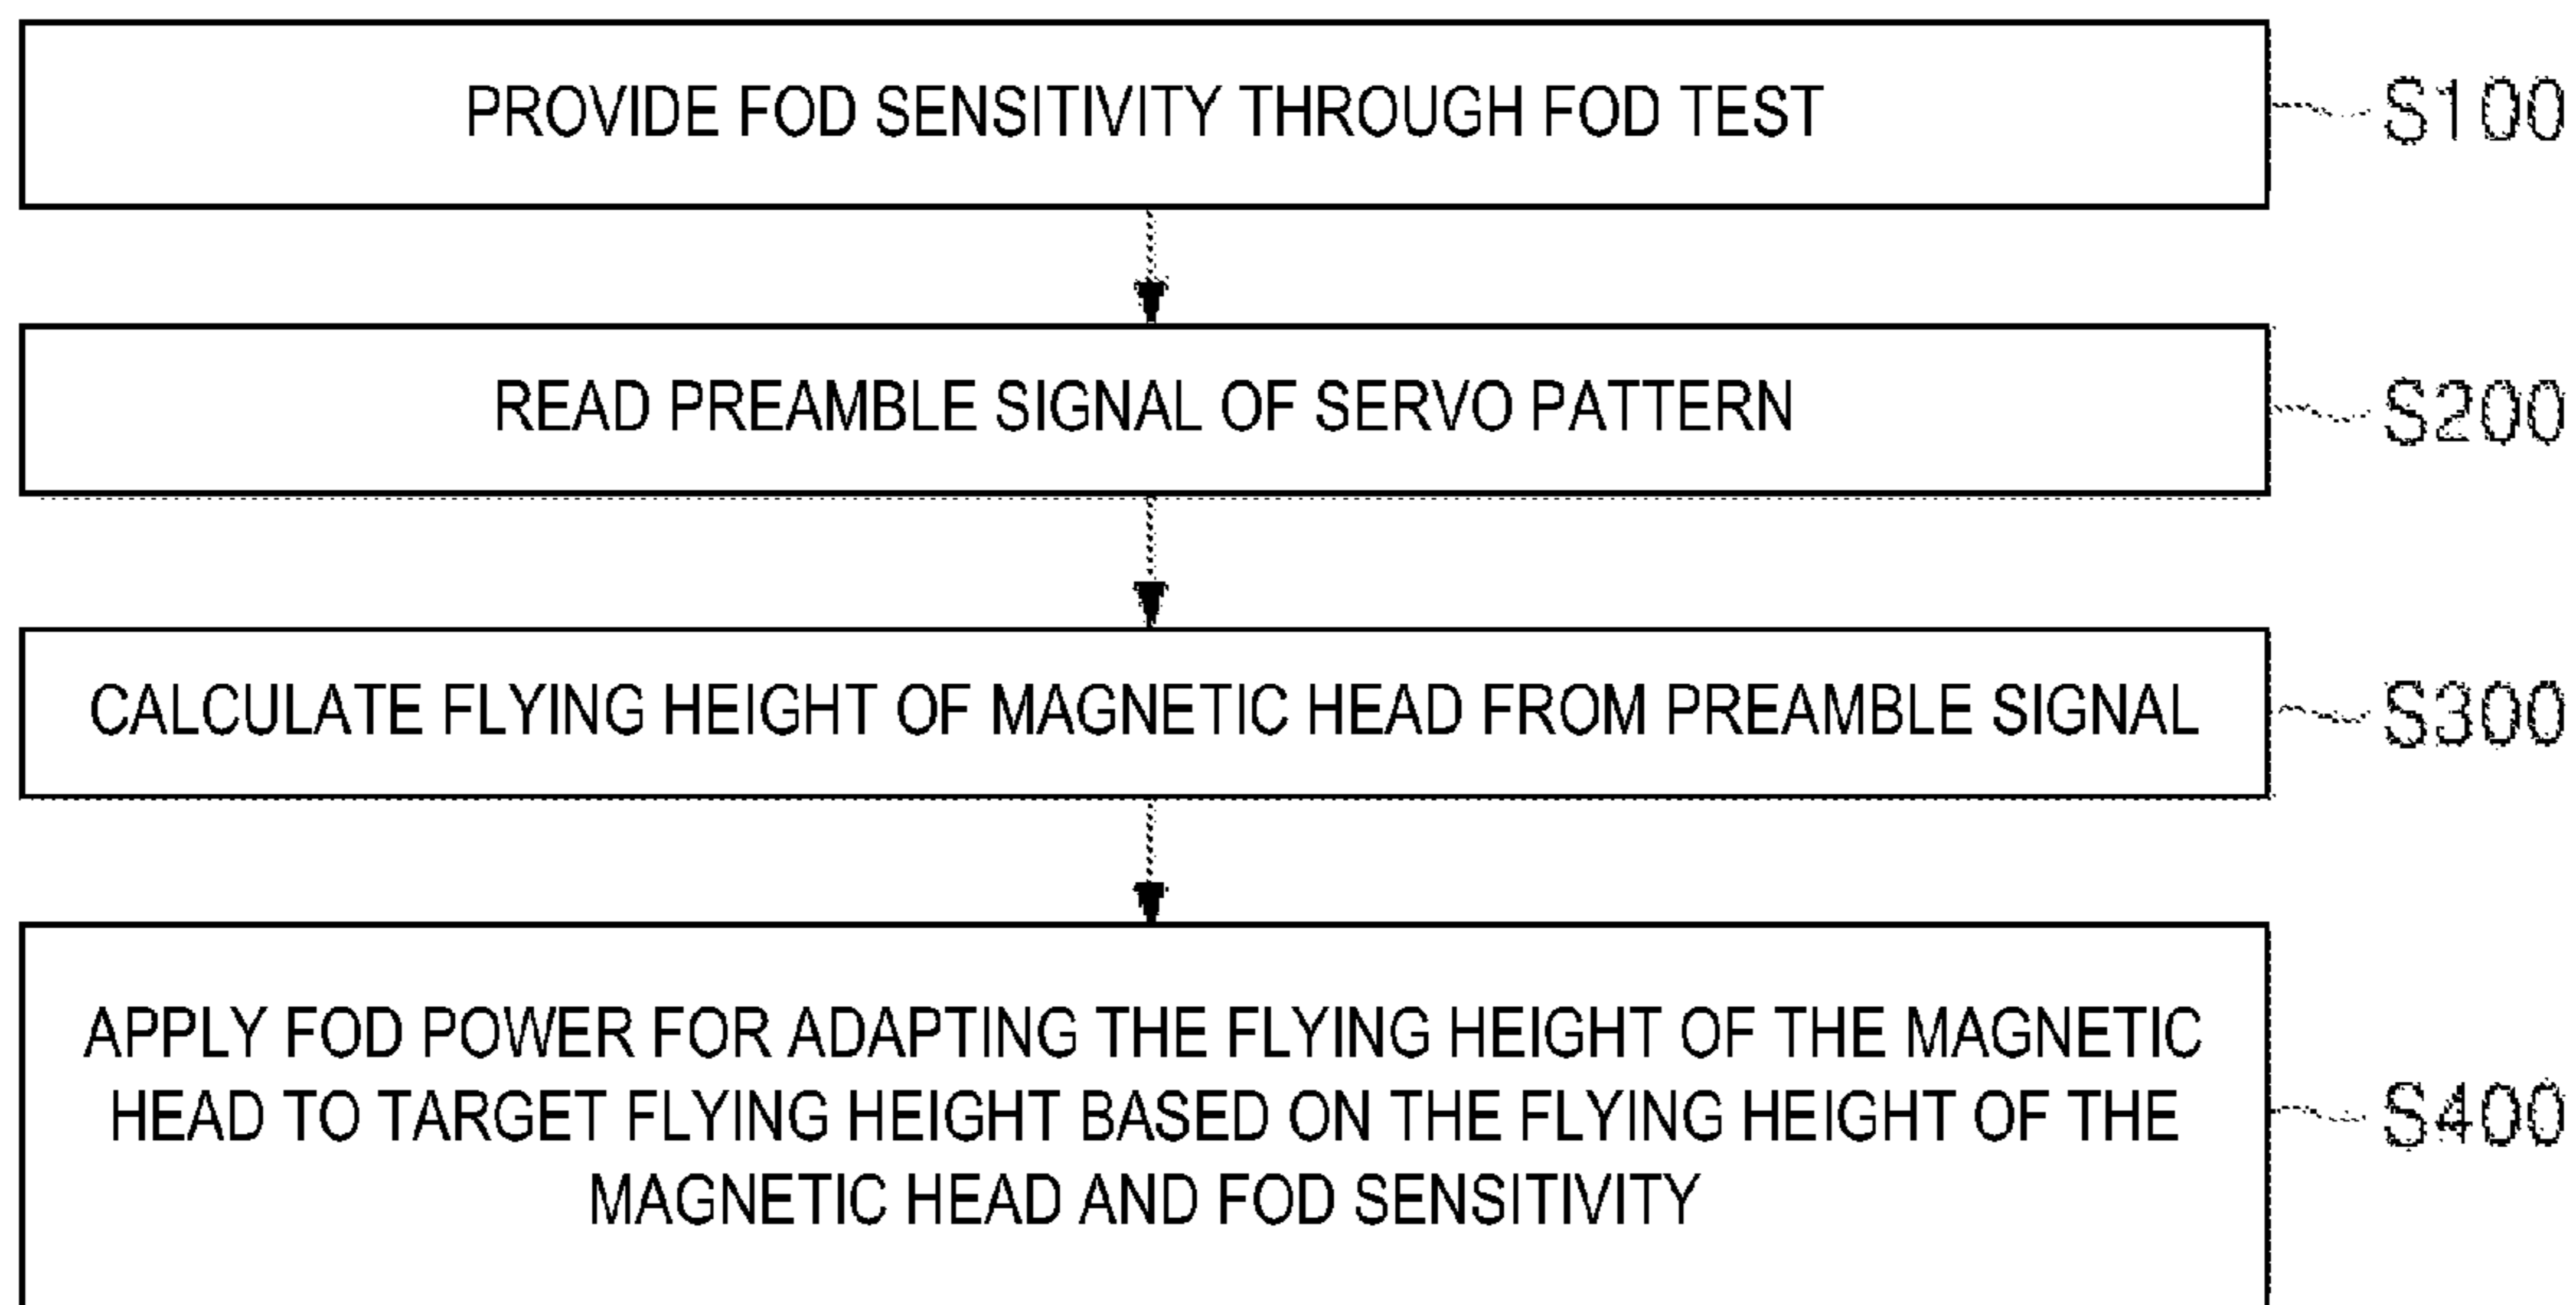 PROVIDE FOD SENSITIVITY THROUGH FOD TEST
S100
READ PREAMBLE SIGNAL OF SERVO PATTERN
S200
CALCULATE FLYING HEIGHT OF MAGNETIC HEAD FROM PREAMBLE SIGNAL
S300
APPLY FOD POWER FOR ADAPTING THE FLYING HEIGHT OF THE MAGNETIC
HEAD TO TARGET FLYING HEIGHT BASED ON THE FLYING HEIGHT OF THE
MAGNETIC HEAD AND FOD SENSITIVITY
S400